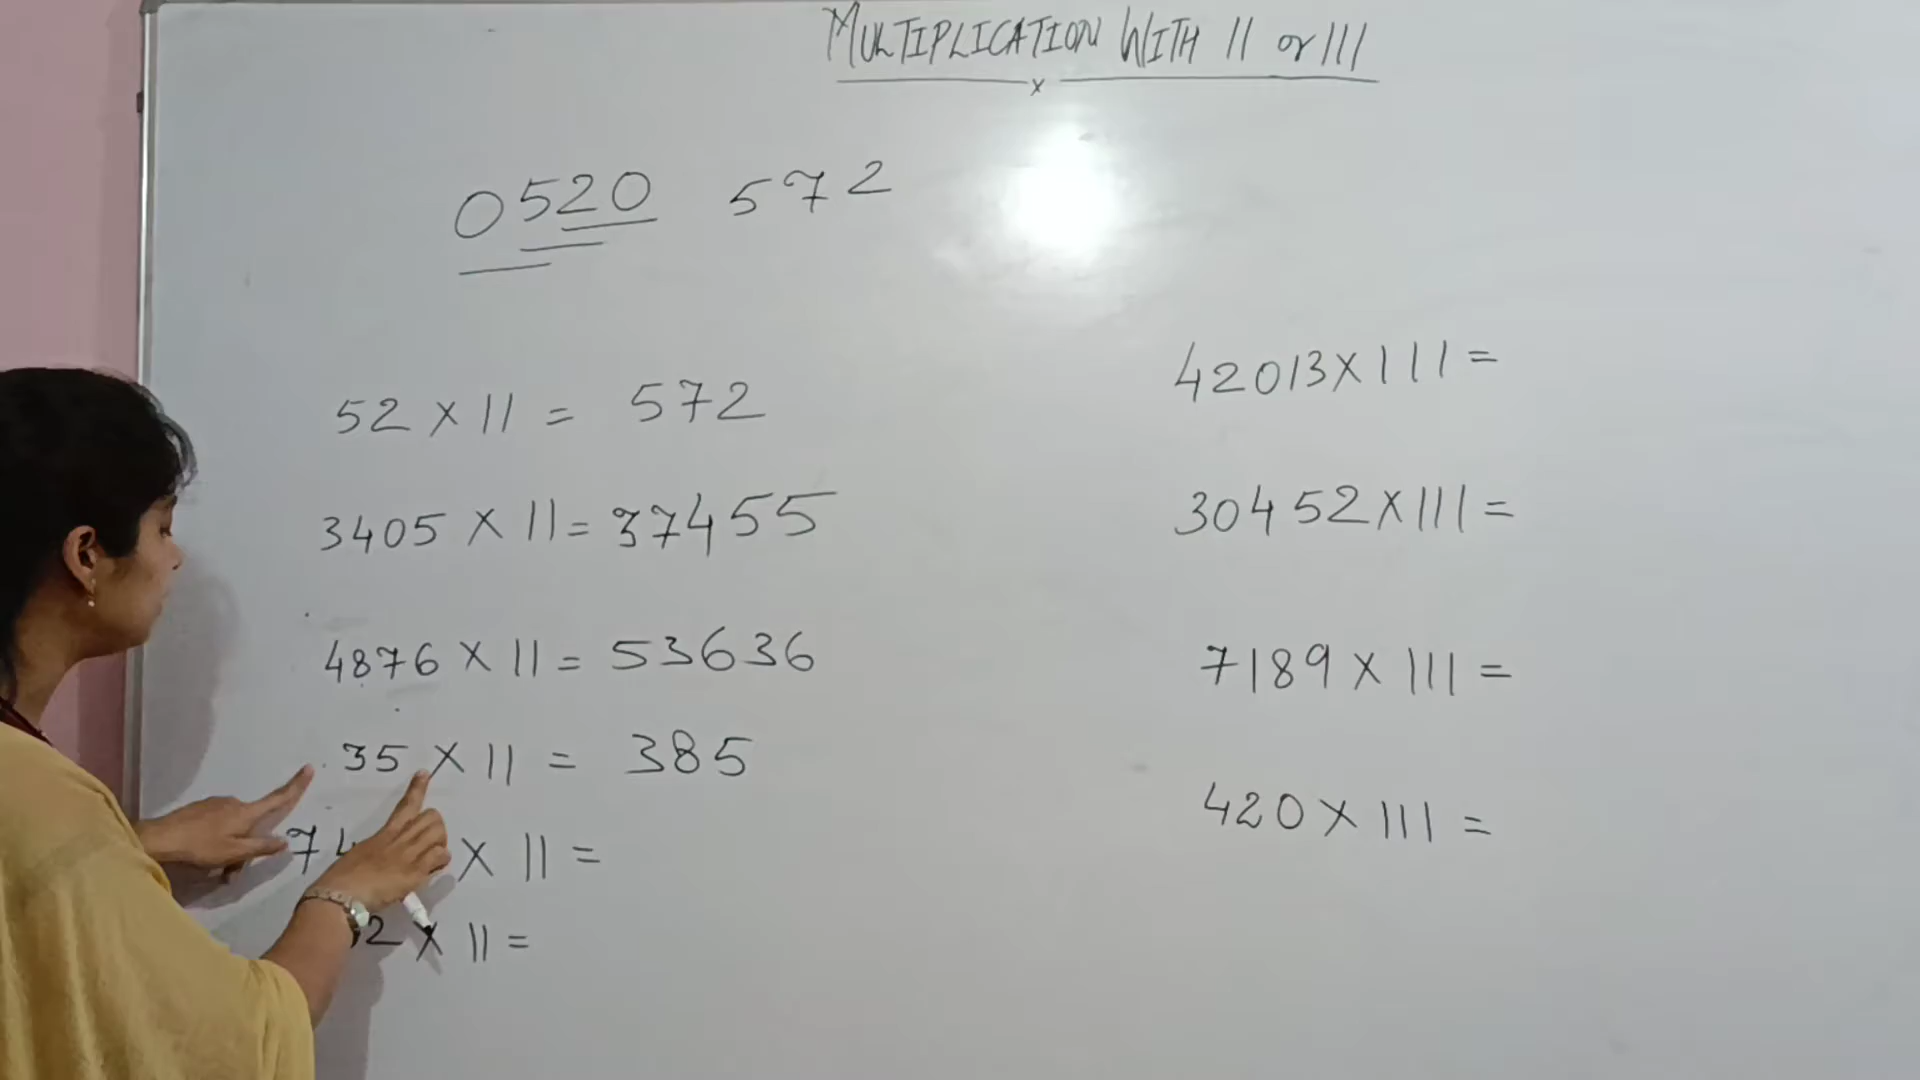 MULTIPLICATION WITH 11 or 111
x
0520 572
52 X 11 = 572
3405 X 11 = 37455
4876 X 11 = 53636
35 X 11 = 385
X 11 =
X 11 =
42013 X 111 =
30452 X 111 =
7189 X 111 =
420 X 111 =